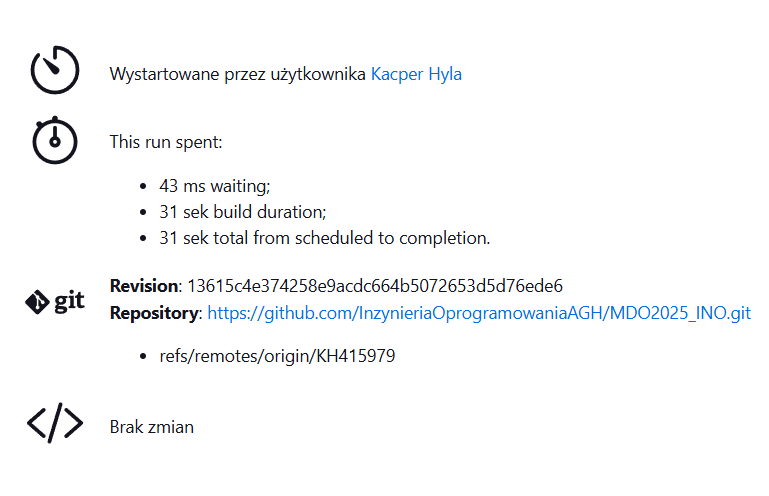 Wystartowane przez użytkownika Kacper Hyla
This run spent:
• 43 ms waiting;
• 31 sek build duration;
• 31 sek total from scheduled to completion.
git
Revision: 13615c4e374258e9acdc664b5072653d5d76ede6
Repository: https://github.com/InzynieriaOprogramowaniaAGH/MDO2025_INO.git
• refs/remotes/origin/KH415979
Brak zmian